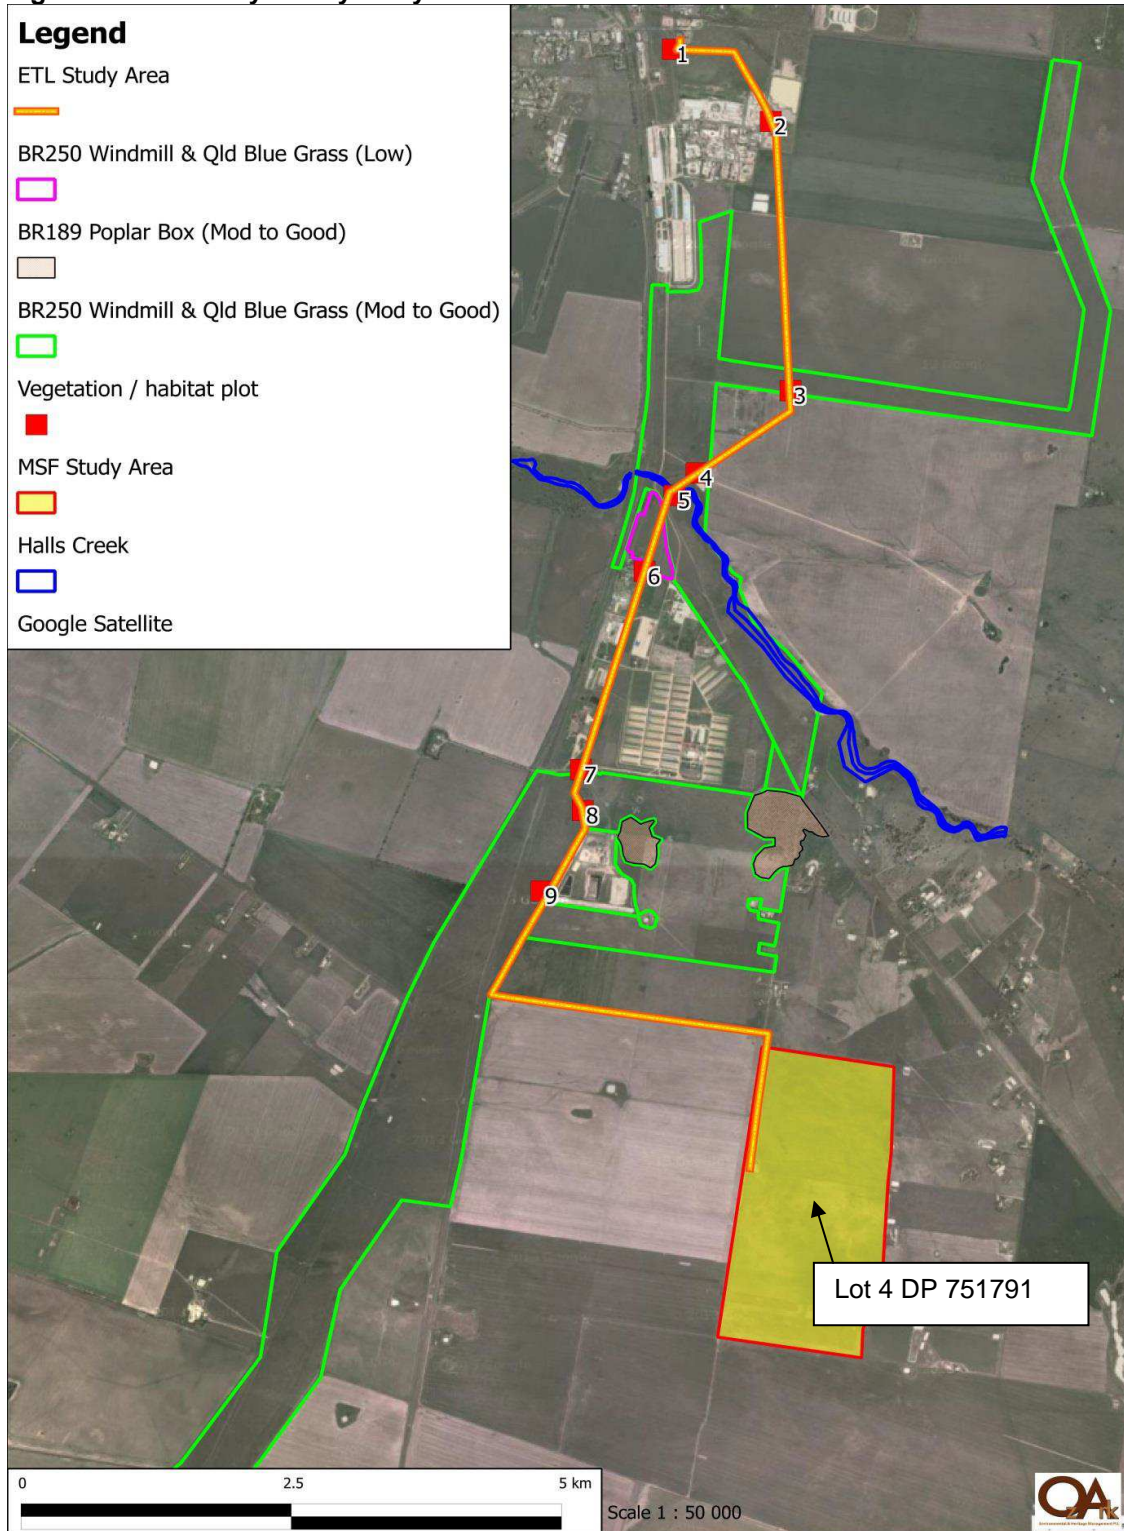 Legend
ETL Study Area
BR250 Windmill & Qld Blue Grass (Low)
BR189 Poplar Box (Mod to Good)
BR250 Windmill & Qld Blue Grass (Mod to Good)
Vegetation / habitat plot
MSF Study Area
Halls Creek
Google Satellite
1
2
3
4
5
6
7
8
9
Lot 4 DP 751791
0 2.5 5 km
Scale 1 : 50 000
OzArk